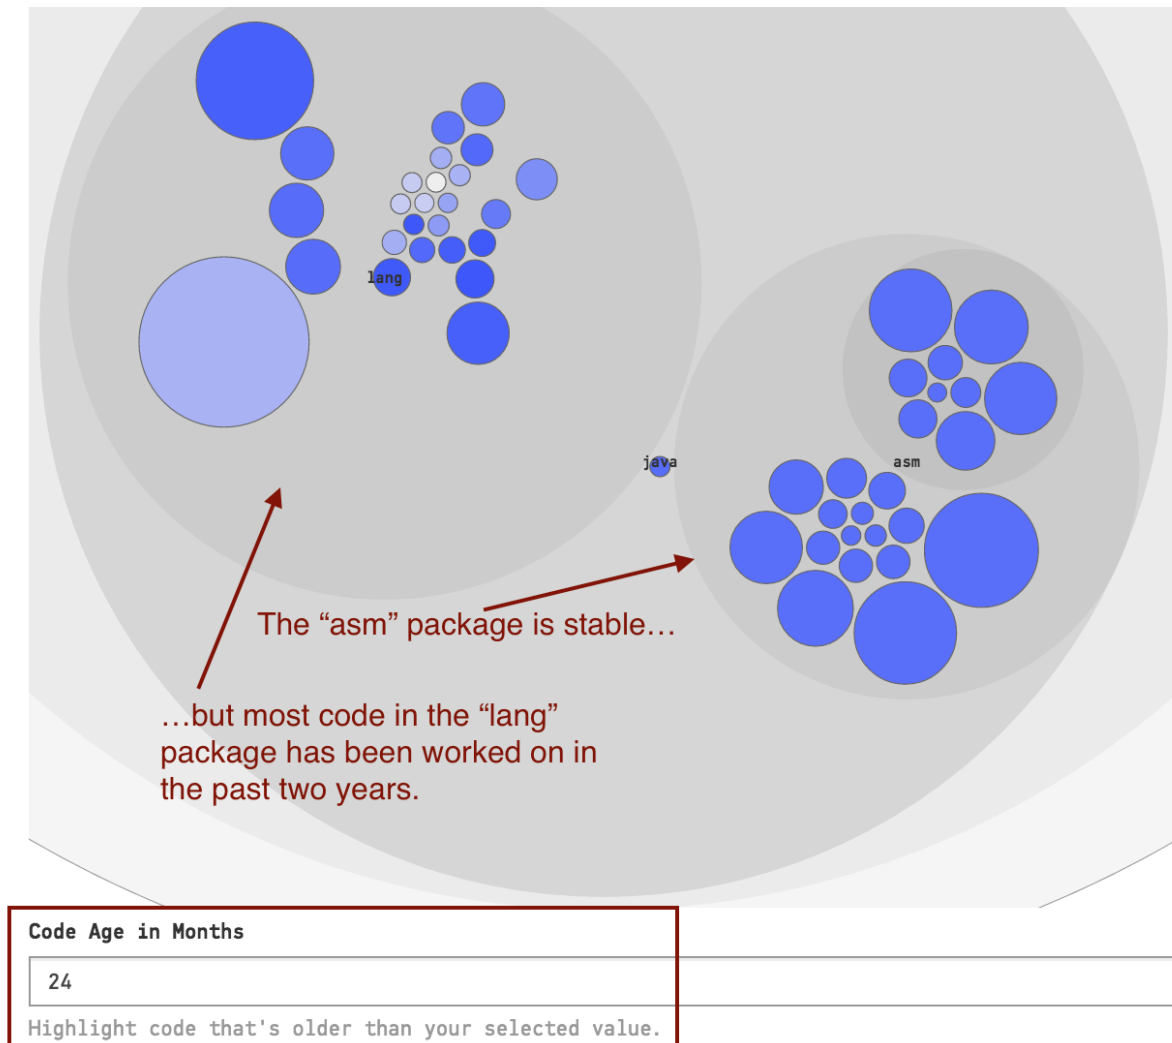 lang
java
asm
The “asm” package is stable…
…but most code in the “lang”
package has been worked on in
the past two years.
Code Age in Months
24
Highlight code that's older than your selected value.